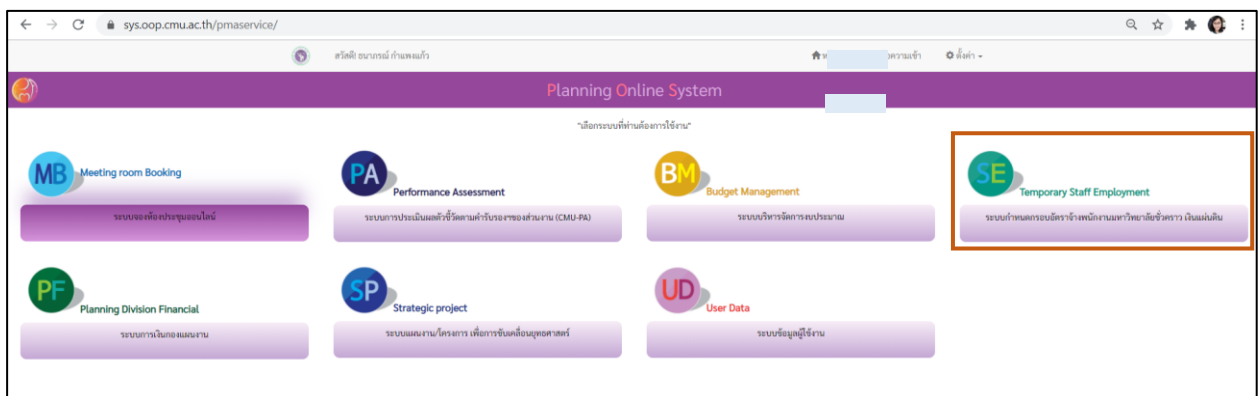 sys.oop.cmu.ac.th/pmaservice/
สวัสดี! ธนาภรณ์ กำแพงแก้ว
ความเข้า
ตั้งค่า
Planning Online System
"เลือกระบบที่ท่านต้องการใช้งาน"
MB Meeting room Booking
ระบบจองห้องประชุมออนไลน์
PA Performance Assessment
ระบบการประเมินผลตัวชี้วัดตามคำรับรองฯของส่วนงาน (CMU-PA)
BM Budget Management
ระบบบริหารจัดการงบประมาณ
SE Temporary Staff Employment
ระบบกำหนดกรอบอัตราจ้างพนักงานมหาวิทยาลัยชั่วคราว เงินแผ่นดิน
PF Planning Division Financial
ระบบการเงินกองแผนงาน
SP Strategic project
ระบบแผนงาน/โครงการ เพื่อการขับเคลื่อนยุทธศาสตร์
UD User Data
ระบบข้อมูลผู้ใช้งาน